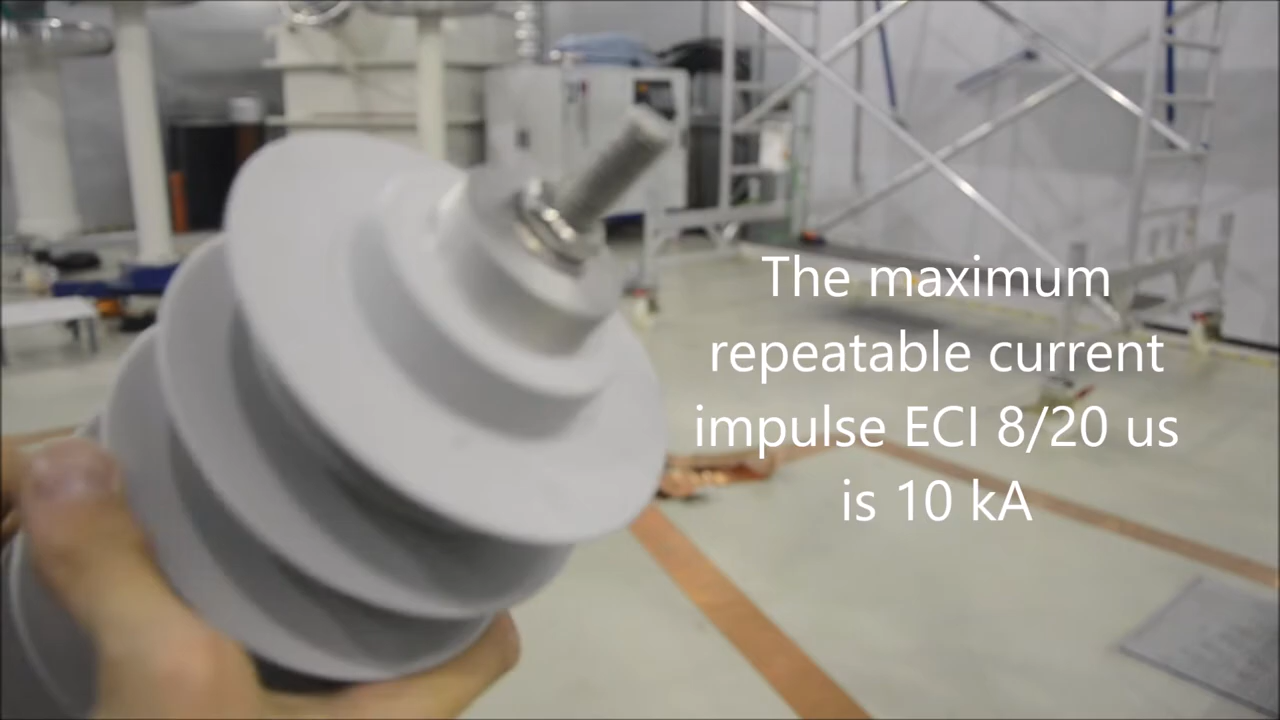 The maximum
repeatable current
impulse ECI 8/20 us
is 10 kA